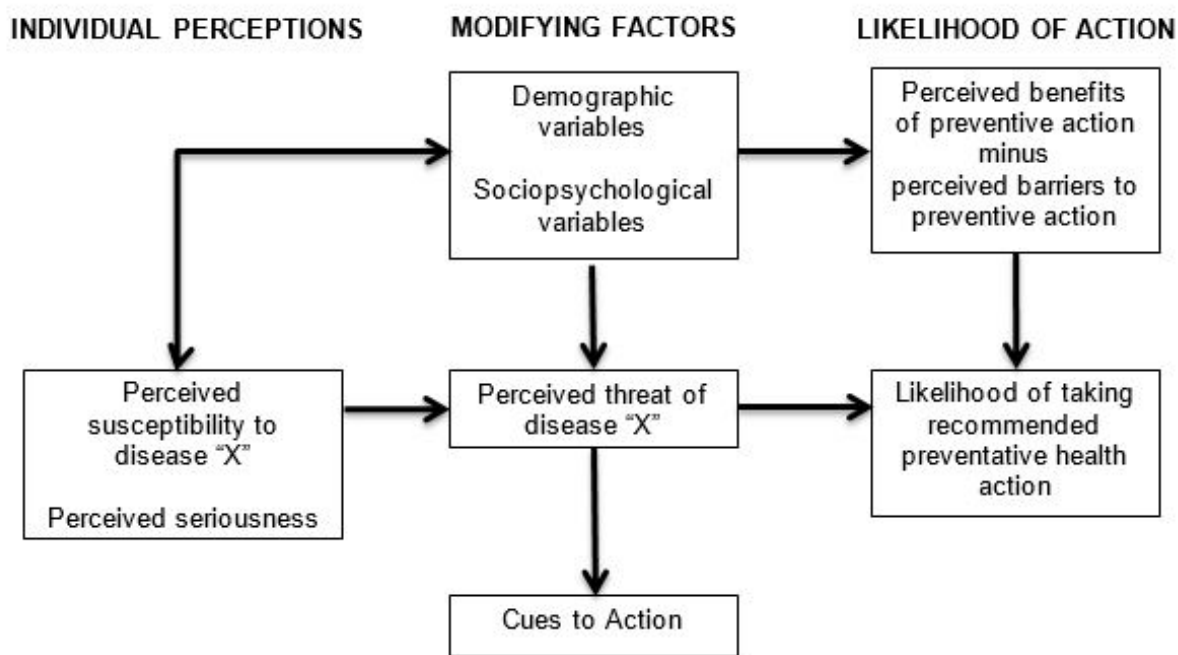 INDIVIDUAL PERCEPTIONS
MODIFYING FACTORS
LIKELIHOOD OF ACTION
Demographic
variables
Sociopsychological
variables
Perceived benefits
of preventive action
minus
perceived barriers to
preventive action
Perceived
susceptibility to
disease “X”
Perceived seriousness
Perceived threat of
disease “X”
Likelihood of taking
recommended
preventative health
action
Cues to Action